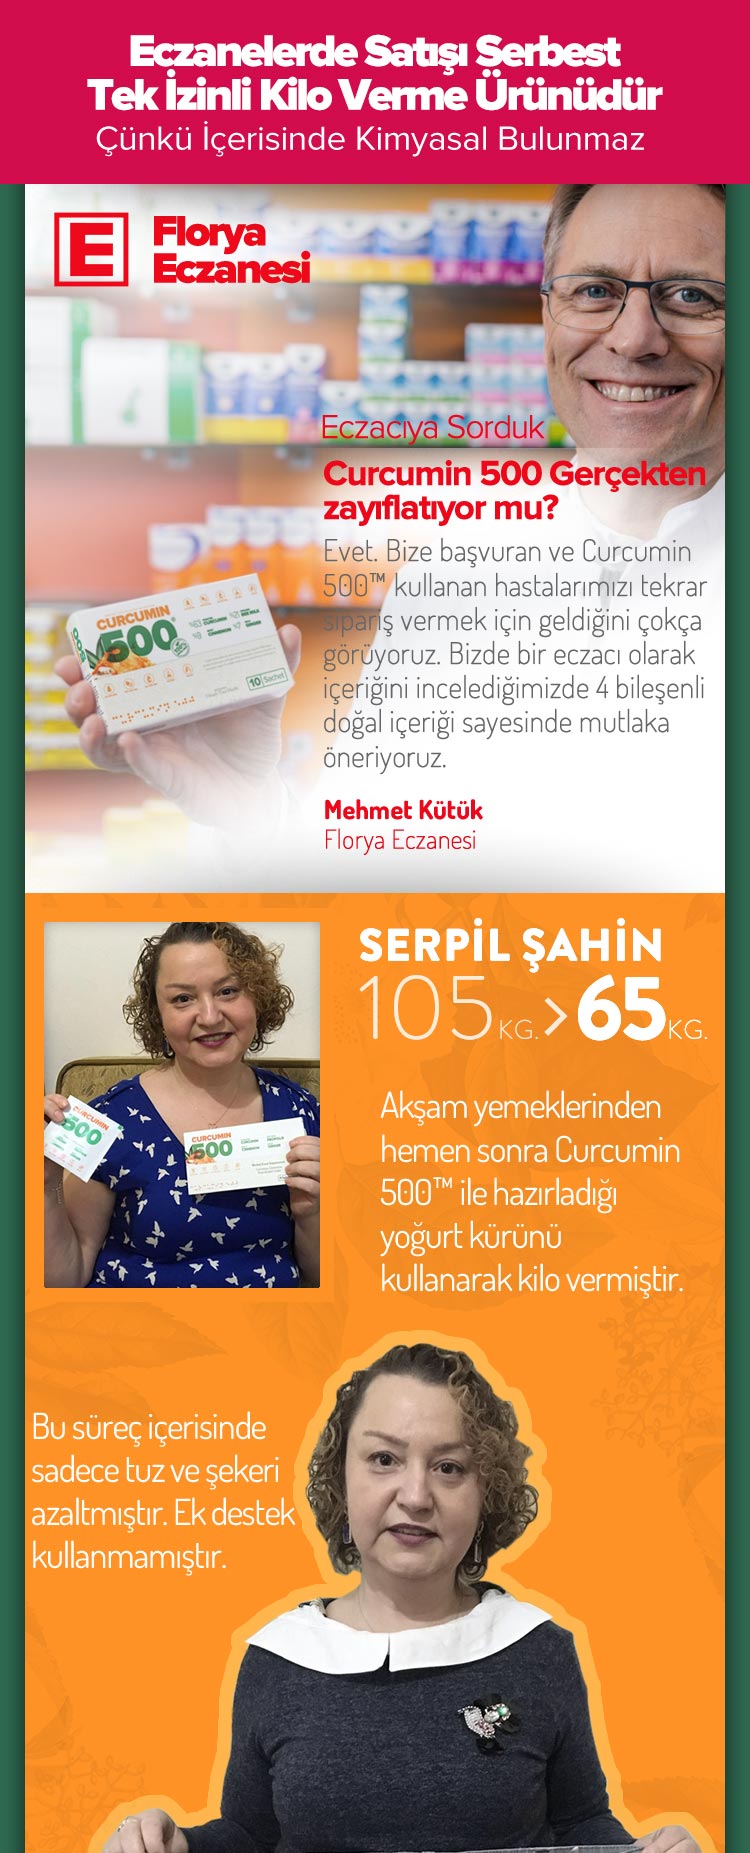 Eczanelerde Satışı Serbest
Tek İzinli Kilo Verme Ürünüdür
Çünkü İçerisinde Kimyasal Bulunmaz
E Florya
Eczanesi
Eczacıya Sorduk
Curcumin 500 Gerçekten
zayıflatıyor mu?
Evet. Bize başvuran ve Curcumin
500™ kullanan hastalarımızı tekrar
sipariş vermek için geldiğini çokça
görüyoruz. Bizde bir eczacı olarak
içeriğini incelediğimizde 4 bileşenli
doğal içeriği sayesinde mutlaka
öneriyoruz.
Mehmet Kütük
Florya Eczanesi
CURCUMIN
500
10 Sachet
SERPİL ŞAHİN
105 KG. > 65 KG.
CURCUMIN
500
CURCUMIN
500
Akşam yemeklerinden
hemen sonra Curcumin
500™ ile hazırladığı
yoğurt kürünü
kullanarak kilo vermiştir.
Bu süreç içerisinde
sadece tuz ve şekeri
azaltmıştır. Ek destek
kullanmamıştır.